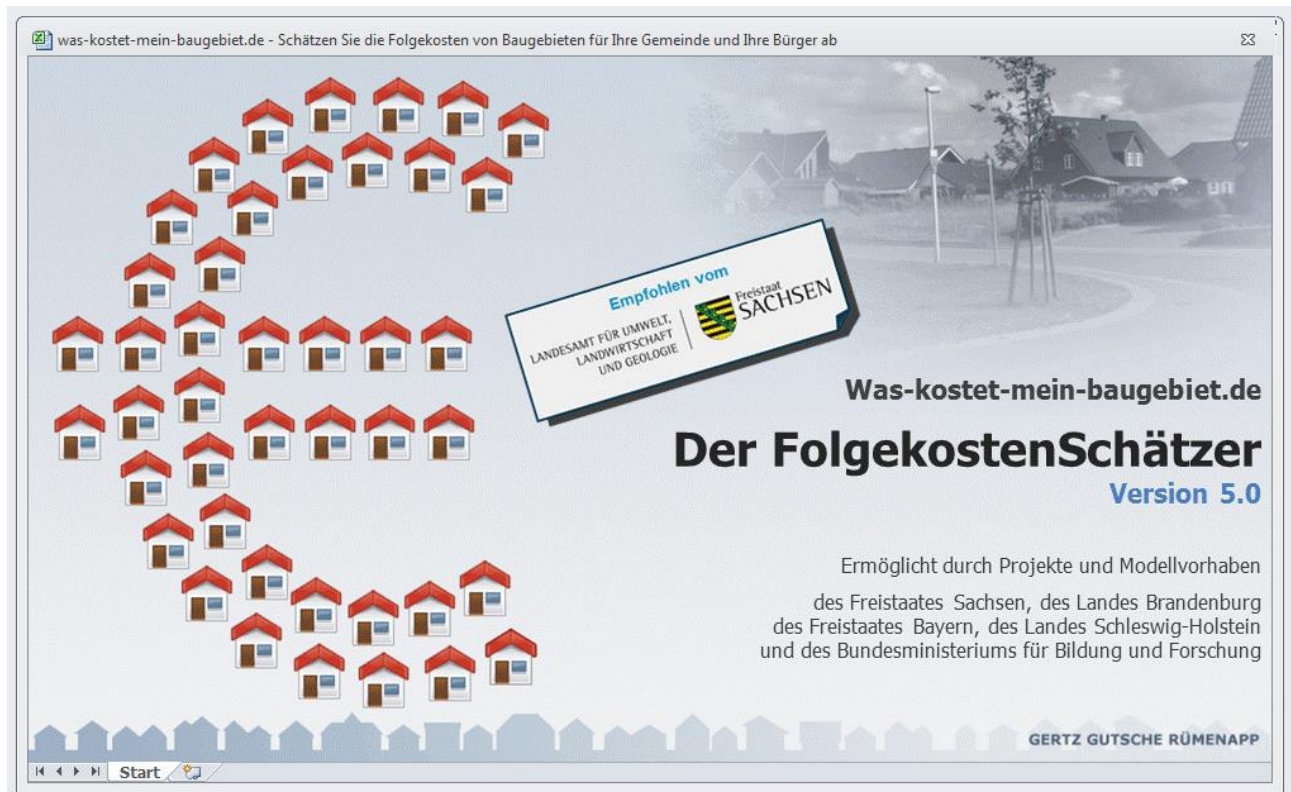 was-kostet-mein-baugebiet.de - Schätzen Sie die Folgekosten von Baugebieten für Ihre Gemeinde und Ihre Bürger ab
Empfohlen vom
LANDESAMT FÜR UMWELT,
LANDWIRTSCHAFT
UND GEOLOGIE
Freistaat
SACHSEN
Was-kostet-mein-baugebiet.de
Der FolgekostenSchätzer
Version 5.0
Ermöglicht durch Projekte und Modellvorhaben
des Freistaates Sachsen, des Landes Brandenburg
des Freistaates Bayern, des Landes Schleswig-Holstein
und des Bundesministeriums für Bildung und Forschung
GERTZ GUTSCHE RÜMENAPP
Start